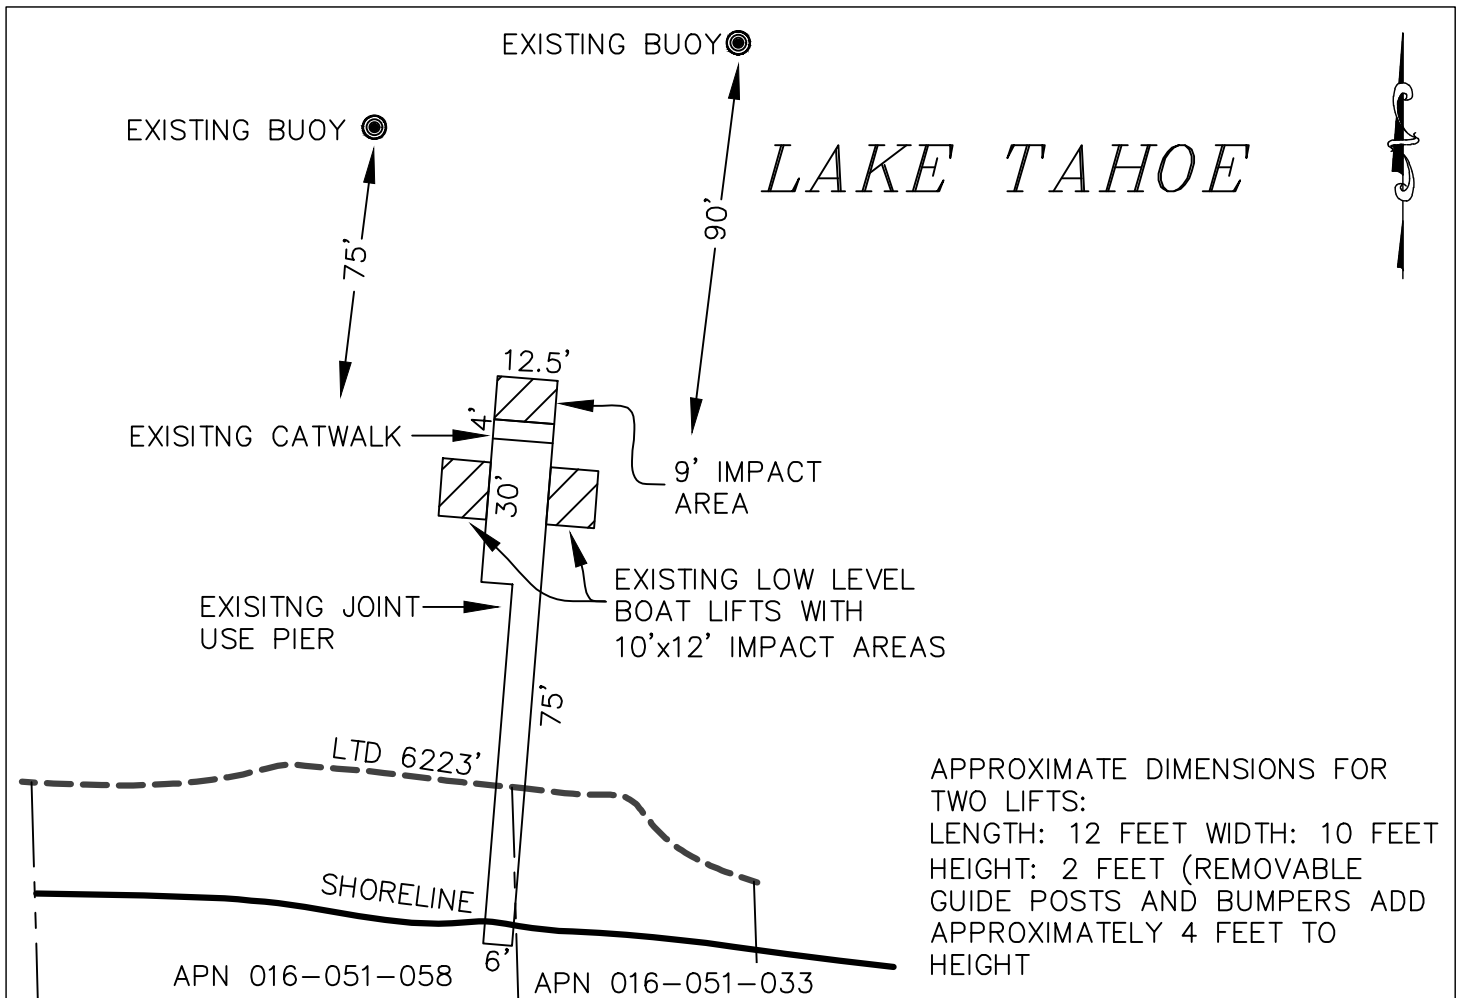 EXISTING BUOY
EXISTING BUOY
LAKE TAHOE
90'
75'
12.5'
4'
EXISITNG CATWALK
9' IMPACT
AREA
30'
EXISTING LOW LEVEL
BOAT LIFTS WITH
10'x12' IMPACT AREAS
EXISITNG JOINT
USE PIER
75'
LTD 6223'
APPROXIMATE DIMENSIONS FOR
TWO LIFTS:
LENGTH: 12 FEET WIDTH: 10 FEET
HEIGHT: 2 FEET (REMOVABLE
GUIDE POSTS AND BUMPERS ADD
APPROXIMATELY 4 FEET TO
HEIGHT
SHORELINE
6'
APN 016-051-058
APN 016-051-033